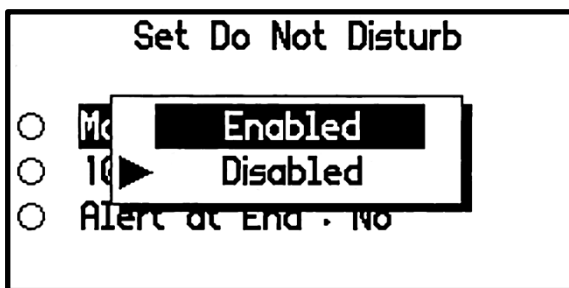 Set Do Not Disturb
Enabled
Disabled
Alert at End : No